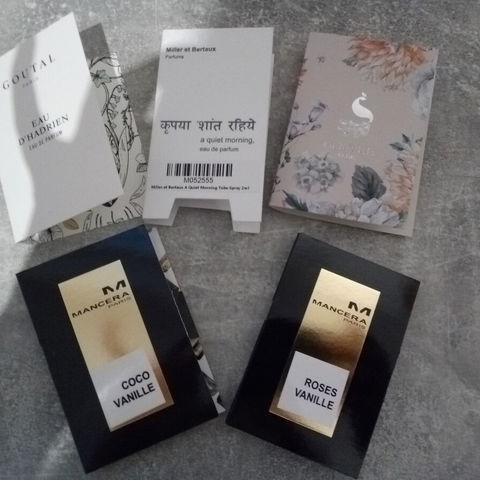 GOUTAL
PARIS
EAU
D'HADRIEN
EAU DE PARFUM
Miller et Bertaux
Parfums
कृपया शांत रहिये
a quiet morning,
eau de parfum
M052555
Miller et Bertaux A Quiet Morning Tube Spray 2ml
M
MANCERA
PARIS
COCO
VANILLE
M
MANCERA
PARIS
ROSES
VANILLE